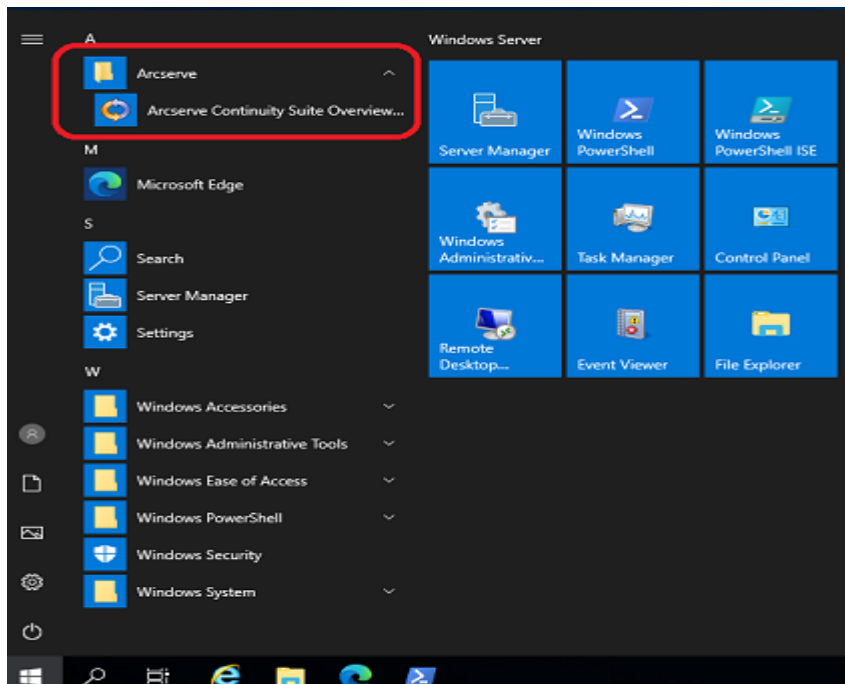 A
Arcserve
Arcserve Continuity Suite Overview...
M
Microsoft Edge
S
Search
Server Manager
Settings
W
Windows Accessories
Windows Administrative Tools
Windows Ease of Access
Windows PowerShell
Windows Security
Windows System
Windows Server
Server Manager
Windows
PowerShell
Windows
PowerShell ISE
Windows
Administrativ...
Task Manager
Control Panel
Remote
Desktop...
Event Viewer
File Explorer